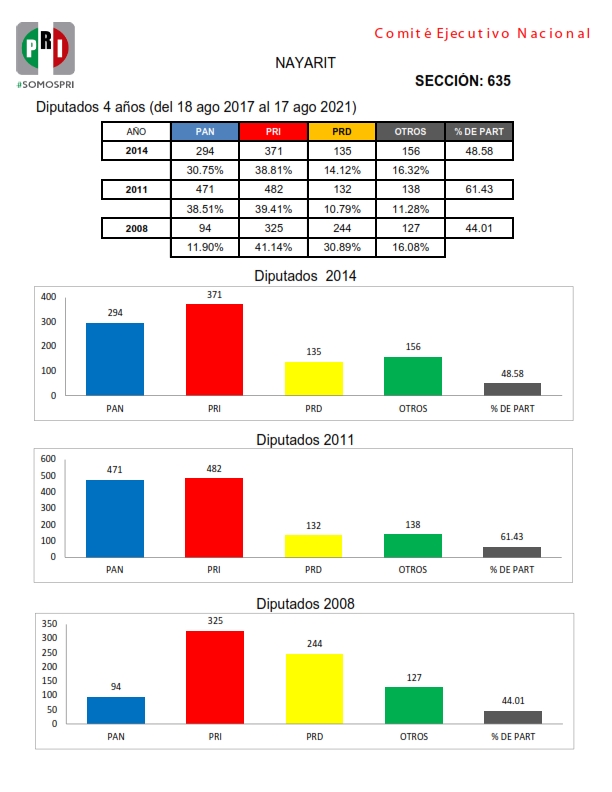 Comité Ejecutivo Nacional
PRI
#SOMOSPRI
NAYARIT
SECCIÓN: 635
Diputados 4 años (del 18 ago 2017 al 17 ago 2021)
AÑO PAN PRI PRD OTROS % DE PART
2014 294 371 135 156 48.58
30.75% 38.81% 14.12% 16.32%
2011 471 482 132 138 61.43
38.51% 39.41% 10.79% 11.28%
2008 94 325 244 127 44.01
11.90% 41.14% 30.89% 16.08%
Diputados 2014
400
300
200
100
0
294 371 135 156 48.58
PAN PRI PRD OTROS % DE PART
Diputados 2011
600
500
400
300
200
100
0
471 482 132 138 61.43
PAN PRI PRD OTROS % DE PART
Diputados 2008
350
300
250
200
150
100
50
0
94 325 244 127 44.01
PAN PRI PRD OTROS % DE PART